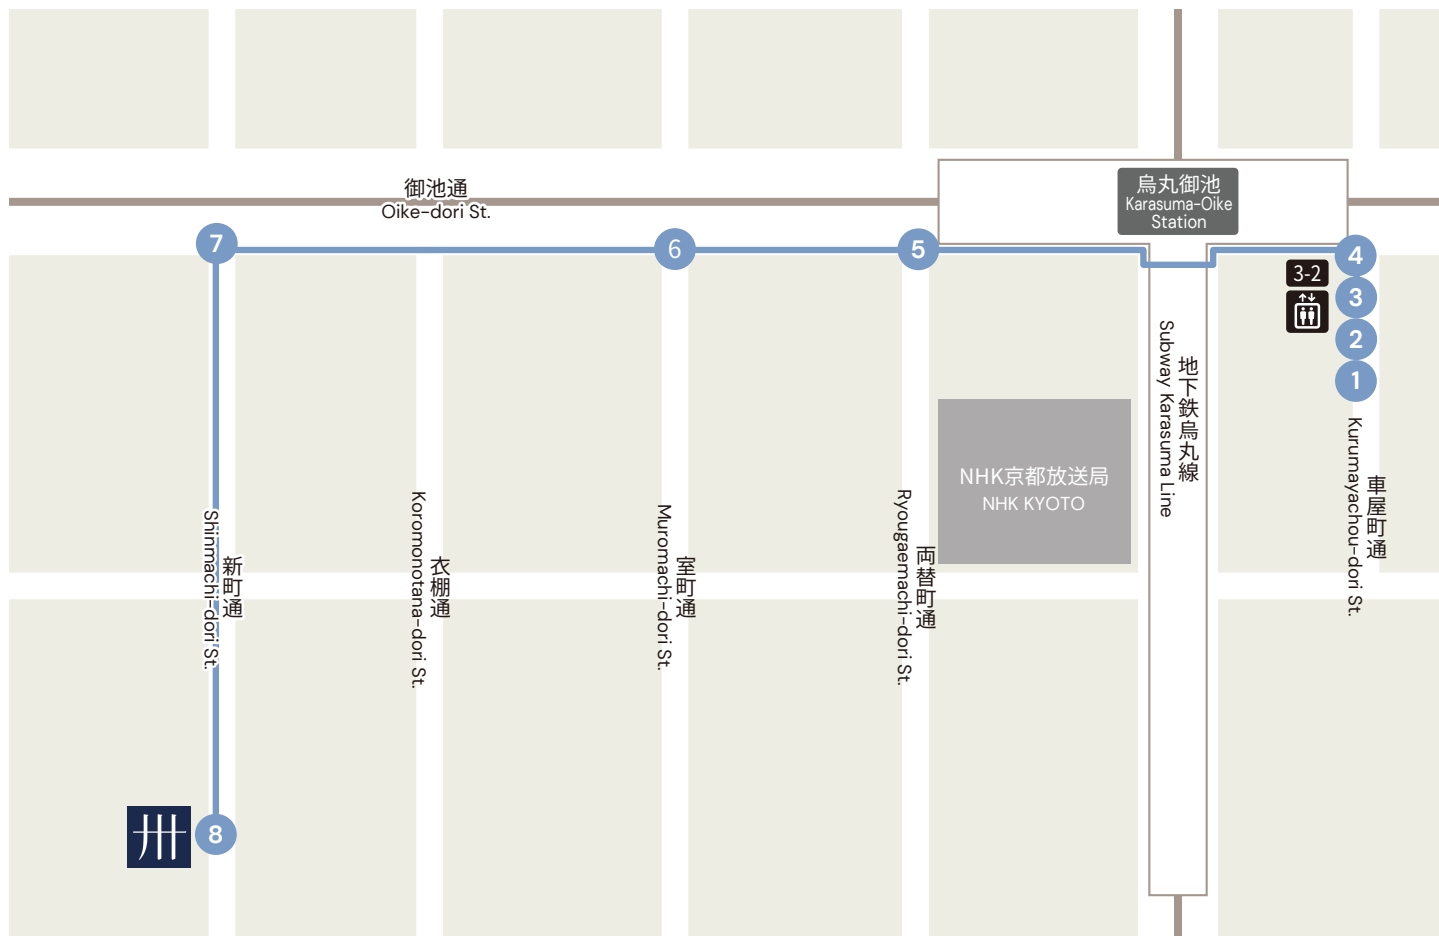 御池通
Oike-dori St.
烏丸御池
Karasuma-Oike
Station
7
6
5
4
3-2
3
2
1
地下鉄烏丸線
Subway Karasuma Line
NHK京都放送局
NHK KYOTO
車屋町通
Kurumayachou-dori St.
両替町通
Ryougaemachi-dori St.
室町通
Muromachi-dori St.
衣棚通
Koromonotana-dori St.
新町通
Shinmachi-dori St.
卅
8